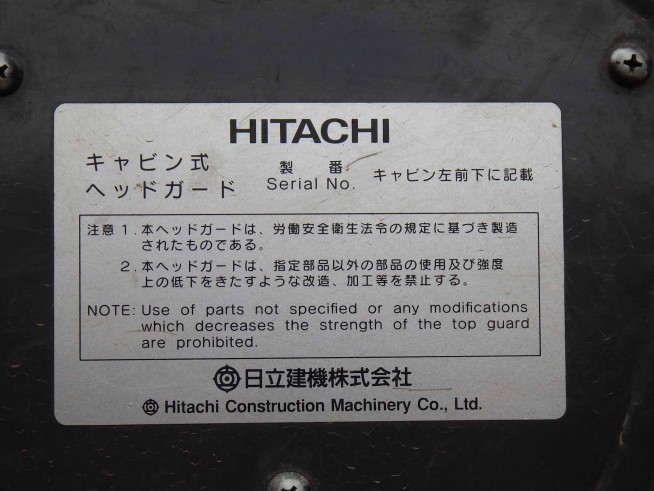 HITACHI
キャビン式 製 番 キャビン左前下に記載
ヘッドガード Serial No.
注意 1. 本ヘッドガードは、労働安全衛生法令の規定に基づき製造
されたものである。
2. 本ヘッドガードは、指定部品以外の部品の使用及び強度
上の低下をきたすような改造、加工等を禁止する。
NOTE: Use of parts not specified or any modifications
which decreases the strength of the top guard
are prohibited.
日立建機株式会社
Hitachi Construction Machinery Co., Ltd.